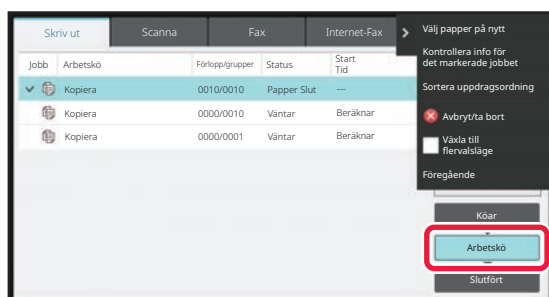 Skriv ut Scanna Fax Internet-Fax
Jobb Arbetskö Förlopp/grupper Status Start Tid
Kopiera 0010/0010 Papper Slut ---
Kopiera 0000/0010 Väntar Beräknar
Kopiera 0000/0001 Väntar Beräknar
Välj papper på nytt
Kontrollera info för
det markerade jobbet
Sortera uppdragsordning
Avbryt/ta bort
Växla till
flervalsläge
Föregående
Köar
Arbetskö
Slutfört